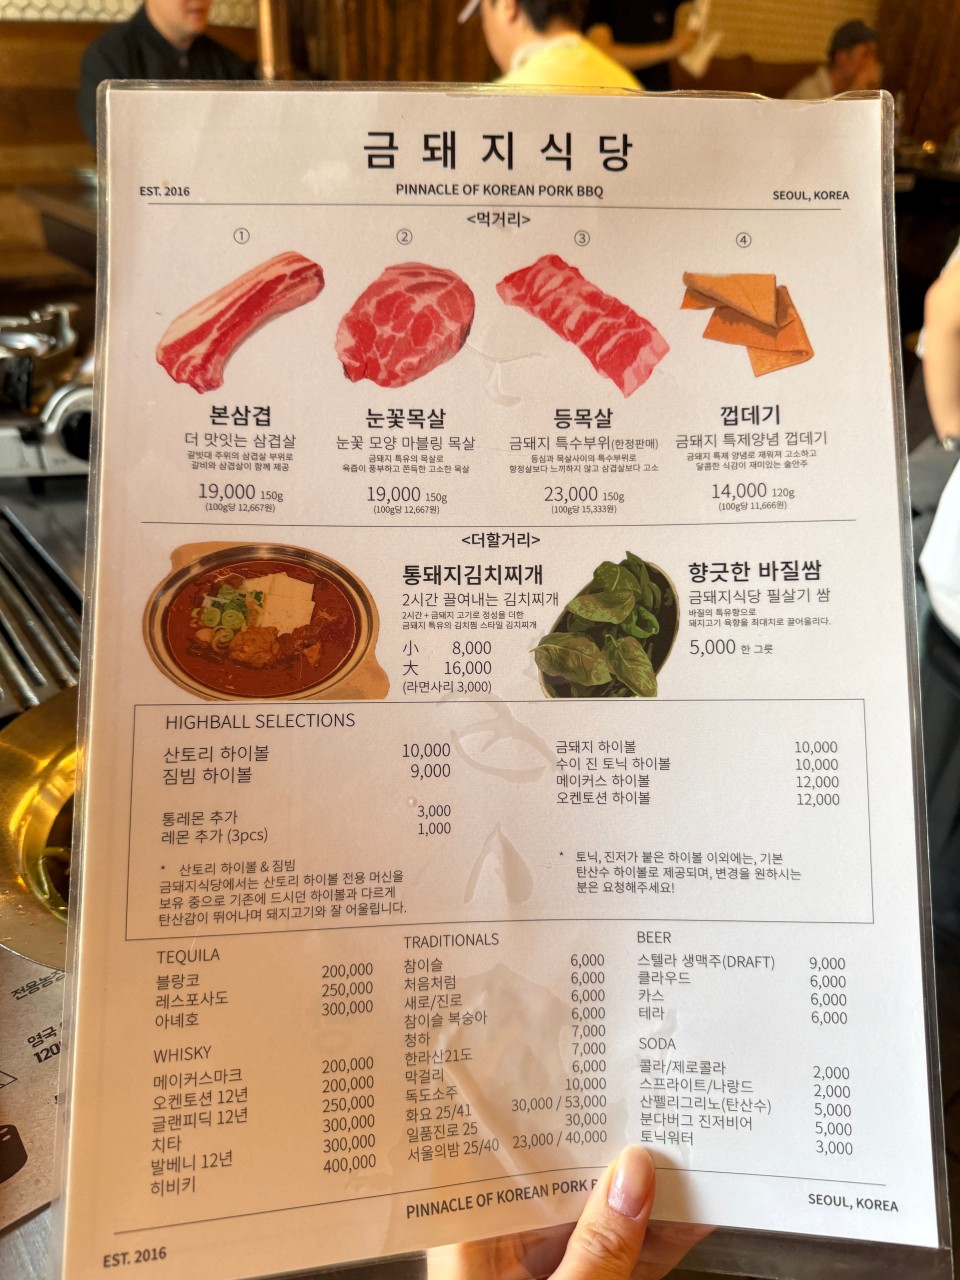 금돼지식당
EST. 2016
PINNACLE OF KOREAN PORK BBQ
SEOUL, KOREA
<먹거리>
①
②
③
④
본삼겹
더 맛있는 삼겹살
갈빗대 주위의 삼겹살 부위로
갈비와 삼겹살이 함께 제공
19,000 150g
(100g당 12,667원)
눈꽃목살
눈꽃 모양 마블링 목살
금돼지 특유의 목살로
육즙이 풍부하고 쫀득한 고소한 목살
19,000 150g
(100g당 12,667원)
등목살
금돼지 특수부위(한정판매)
등심과 목살사이의 특수부위로
항정살보다 느끼하지 않고 삼겹살보다 고소
23,000 150g
(100g당 15,333원)
껍데기
금돼지 특제양념 껍데기
금돼지 특제 양념로 재워져 고소하고
달콤한 식감이 재미있는 술안주
14,000 120g
(100g당 11,666원)
<더할거리>
통돼지김치찌개
2시간 끓여내는 김치찌개
2시간 + 금돼지 고기로 정성을 더한
금돼지 특유의 김치찜 스타일 김치찌개
小 8,000
大 16,000
(라면사리 3,000)
향긋한 바질쌈
금돼지식당 필살기 쌈
바질의 특유향으로
돼지고기 육향을 최대치로 끌어올리다.
5,000 한 그릇
HIGHBALL SELECTIONS
산토리 하이볼 10,000
짐빔 하이볼 9,000
통레몬 추가 3,000
레몬 추가 (3pcs) 1,000
* 산토리 하이볼 & 짐빔
금돼지식당에서는 산토리 하이볼 전용 머신을
보유 중으로 기존에 드시던 하이볼과 다르게
탄산감이 뛰어나며 돼지고기와 잘 어울립니다.
금돼지 하이볼 10,000
수이 진 토닉 하이볼 10,000
메이커스 하이볼 12,000
오켄토션 하이볼 12,000
* 토닉, 진저가 붙은 하이볼 이외에는, 기본
탄산수 하이볼로 제공되며, 변경을 원하시는
분은 요청해주세요!
TEQUILA
블랑코 200,000
레스포사도 250,000
아녜호 300,000
WHISKY
메이커스마크 200,000
오켄토션 12년 200,000
글랜피딕 12년 250,000
치타 300,000
발베니 12년 300,000
히비키 400,000
TRADITIONALS
참이슬 6,000
처음처럼 6,000
새로/진로 6,000
참이슬 복숭아 6,000
청하 7,000
한라산21도 7,000
막걸리 6,000
독도소주 10,000
화요 25/41 30,000 / 53,000
일품진로 25 30,000
서울의밤 25/40 23,000 / 40,000
BEER
스텔라 생맥주(DRAFT) 9,000
클라우드 6,000
카스 6,000
테라 6,000
SODA
콜라/제로콜라 2,000
스프라이트/나랑드 2,000
산펠리그리노(탄산수) 5,000
분다버그 진저비어 5,000
토닉워터 3,000
EST. 2016
PINNACLE OF KOREAN PORK B
SEOUL, KOREA
영국